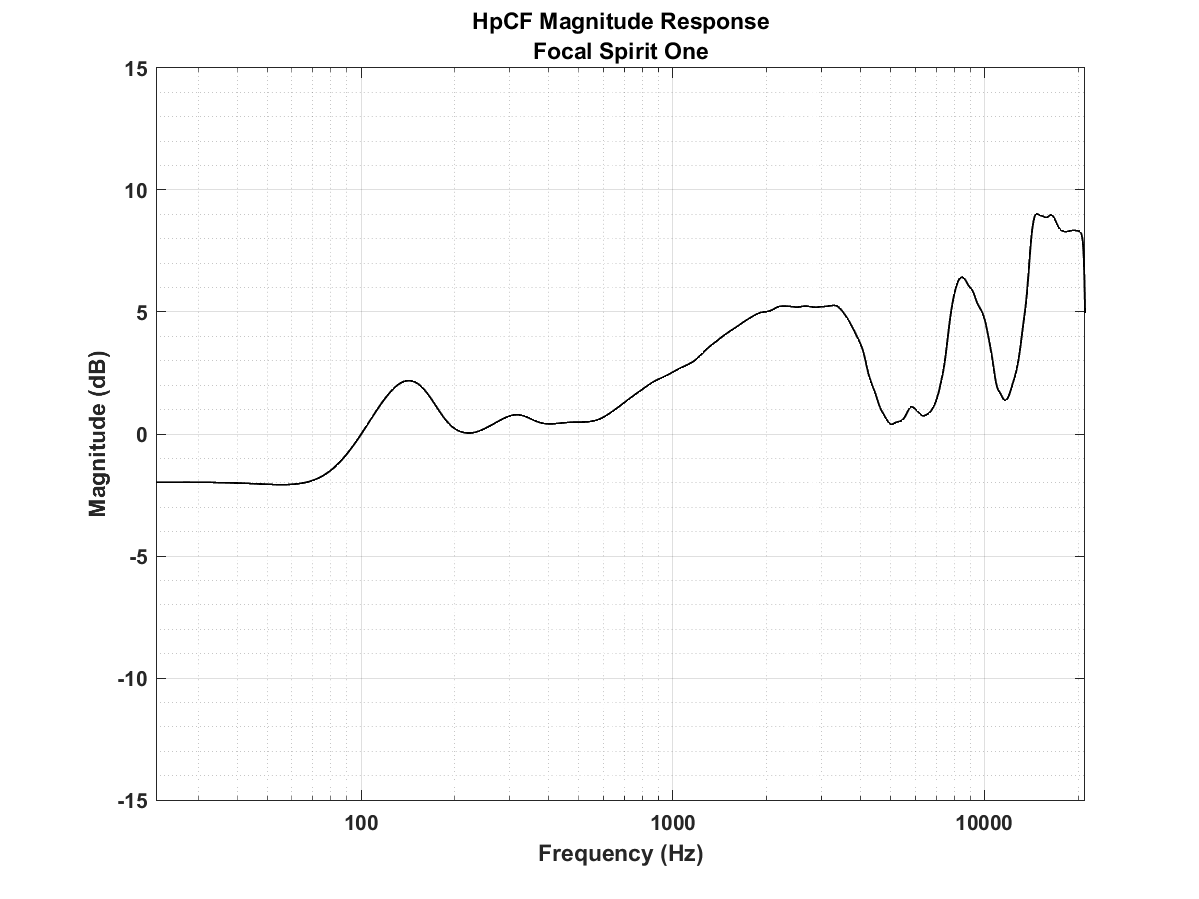 HpCF Magnitude Response
Focal Spirit One
15
10
5
0
-5
-10
-15
Magnitude (dB)
100
1000
10000
Frequency (Hz)